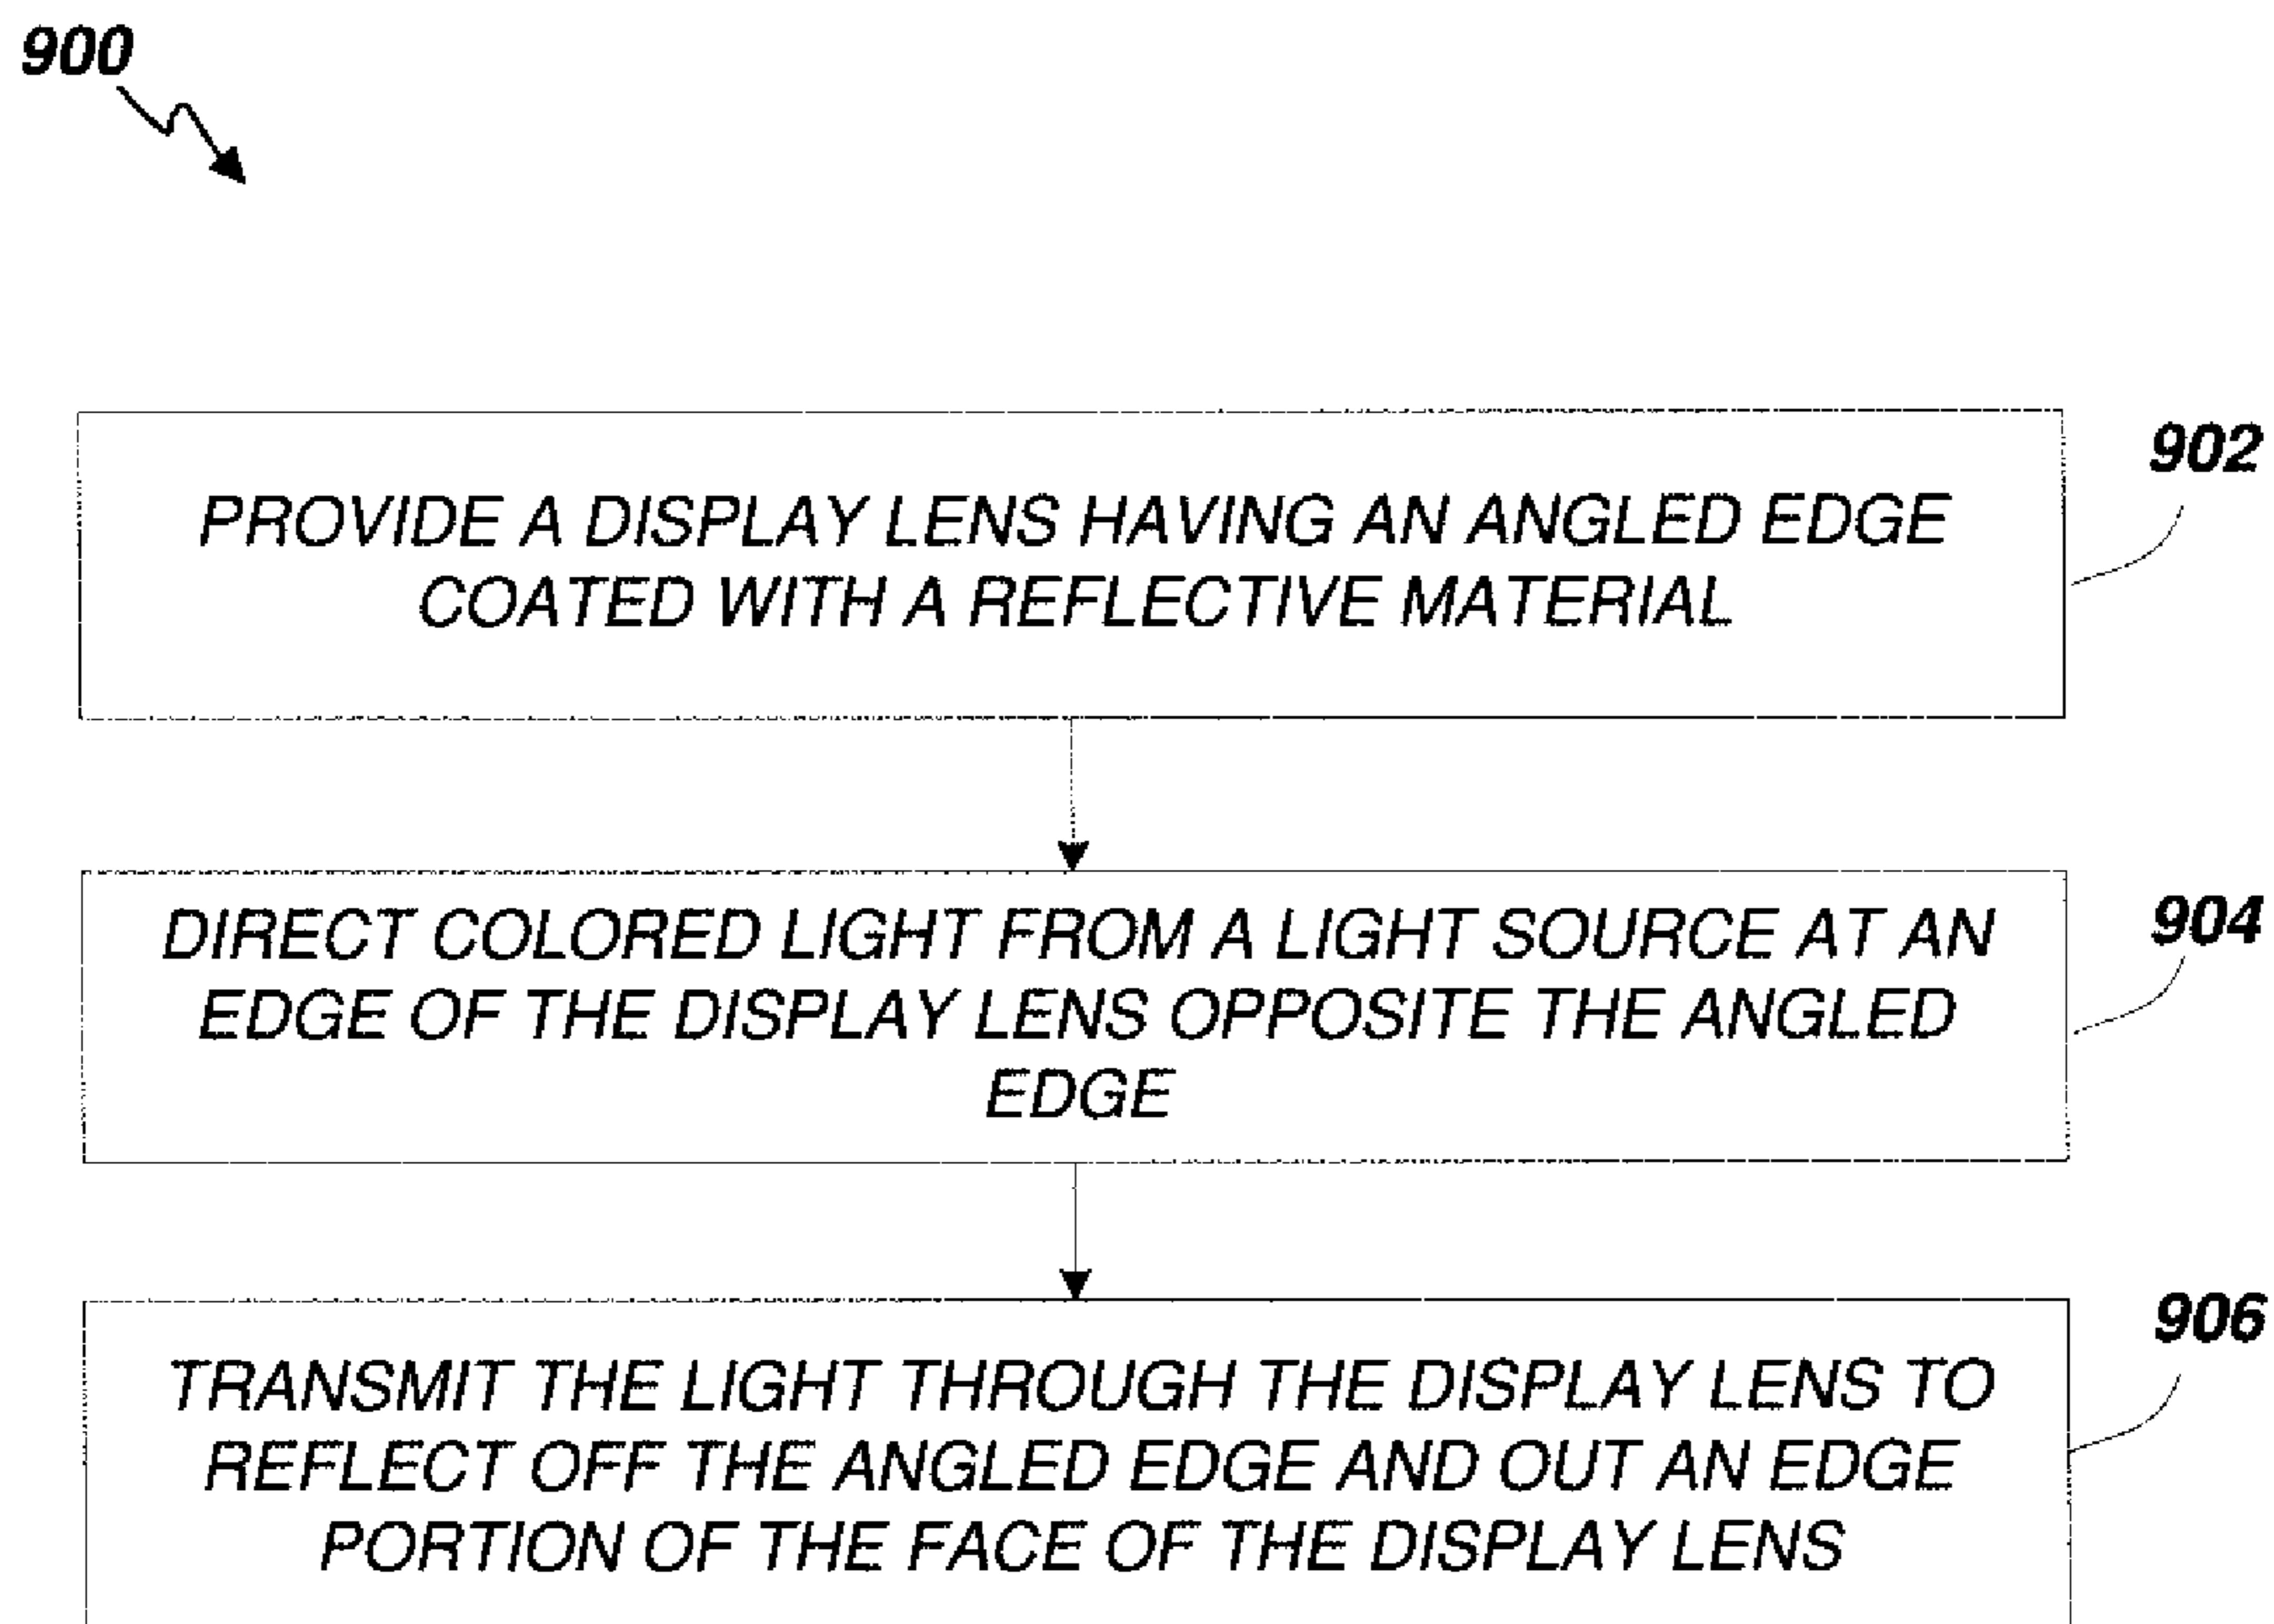 900
902
PROVIDE A DISPLAY LENS HAVING AN ANGLED EDGE
COATED WITH A REFLECTIVE MATERIAL
904
DIRECT COLORED LIGHT FROM A LIGHT SOURCE AT AN
EDGE OF THE DISPLAY LENS OPPOSITE THE ANGLED
EDGE
906
TRANSMIT THE LIGHT THROUGH THE DISPLAY LENS TO
REFLECT OFF THE ANGLED EDGE AND OUT AN EDGE
PORTION OF THE FACE OF THE DISPLAY LENS